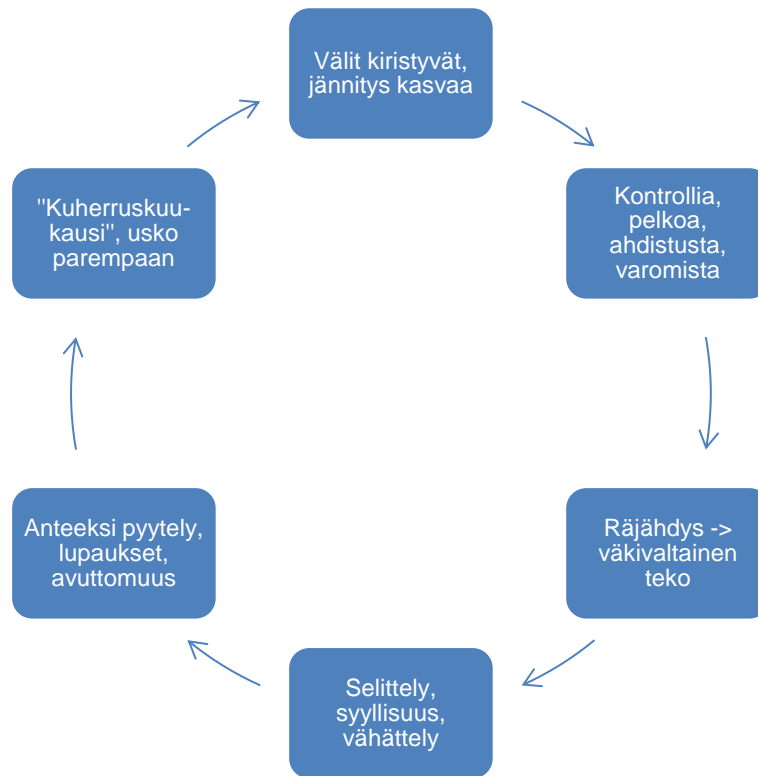 Välit kiristyvät,
jännitys kasvaa
Kontrollia,
pelkoa,
ahdistusta,
varomista
Räjähdys ->
väkivaltainen
teko
Selittely,
syyllisuus,
vähättely
Anteeksi pyytely,
lupaukset,
avuttomuus
"Kuherruskuu-
kausi", usko
parempaan